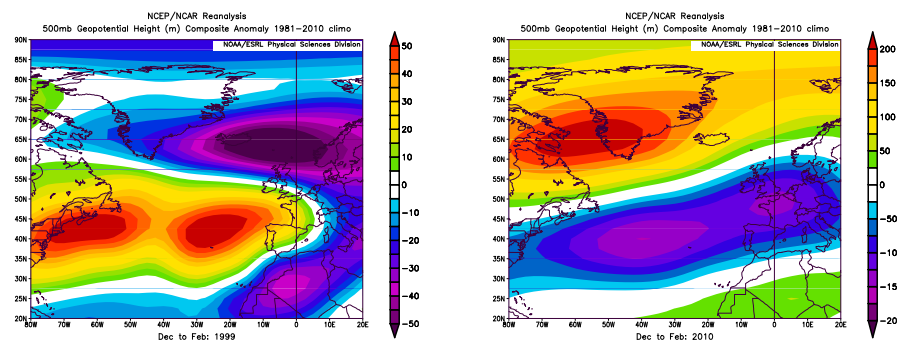 NCEP/NCAR Reanalysis
500mb Geopotential Height (m) Composite Anomaly 1981-2010 climo
NOAA/ESRL Physical Sciences Division
90N
85N
80N
75N
70N
65N
60N
55N
50N
45N
40N
35N
30N
25N
20N
80W 70W 60W 50W 40W 30W 20W 10W 0 10E 20E
Dec to Feb: 1999
50
40
30
20
10
0
-10
-20
-30
-40
-50
NCEP/NCAR Reanalysis
500mb Geopotential Height (m) Composite Anomaly 1981-2010 climo
NOAA/ESRL Physical Sciences Division
90N
85N
80N
75N
70N
65N
60N
55N
50N
45N
40N
35N
30N
25N
20N
80W 70W 60W 50W 40W 30W 20W 10W 0 10E 20E
Dec to Feb: 2010
200
150
100
50
0
-50
-100
-150
-20